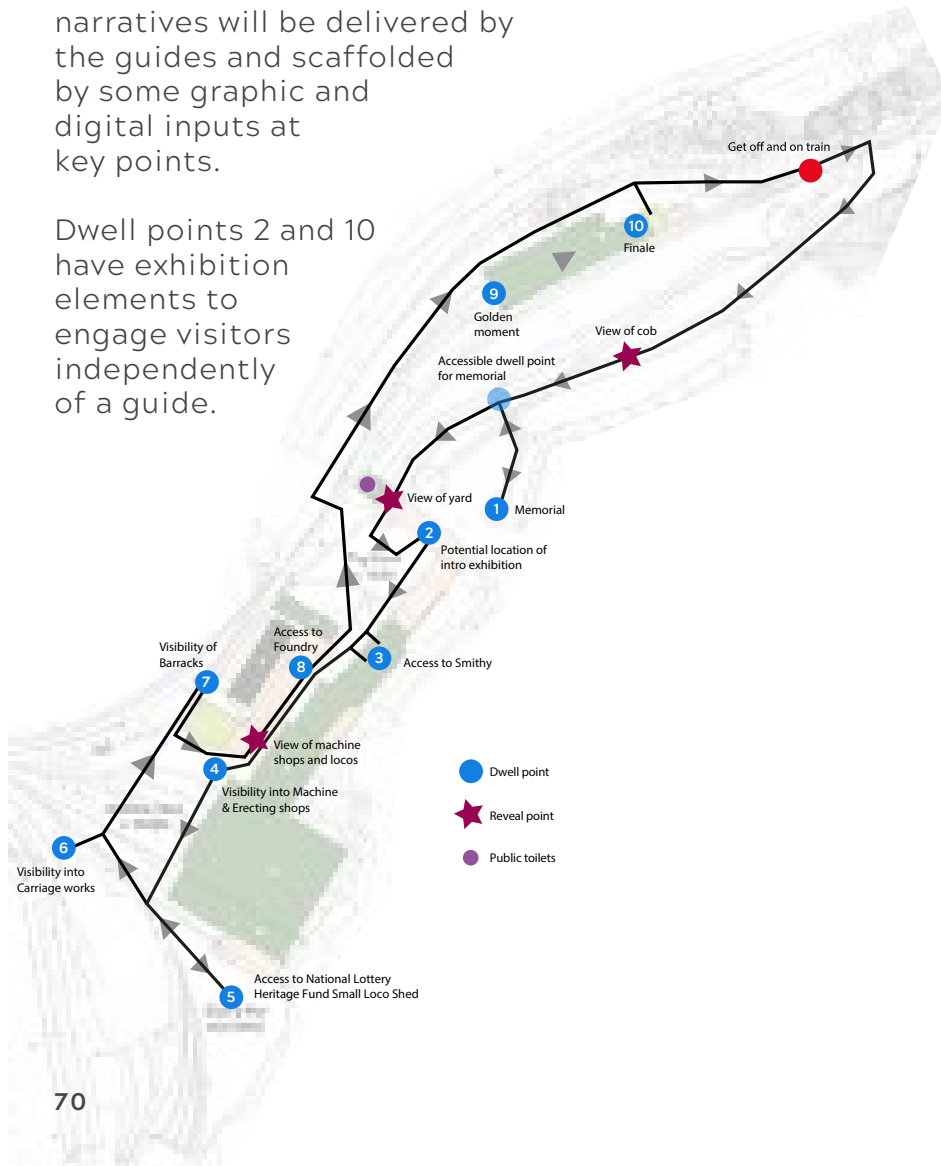 narratives will be delivered by
the guides and scaffolded
by some graphic and
digital inputs at
key points.
Dwell points 2 and 10
have exhibition
elements to
engage visitors
independently
of a guide.
Get off and on train
10
Finale
9
Golden
moment
View of cob
Accessible dwell point
for memorial
View of yard
1
Memorial
2
Potential location of
intro exhibition
Access to
Foundry
8
3
Access to Smithy
Visibility of
Barracks
7
View of machine
shops and locos
4
Visibility into Machine
& Erecting shops
6
Visibility into
Carriage works
5
Access to National Lottery
Heritage Fund Small Loco Shed
Dwell point
Reveal point
Public toilets
70